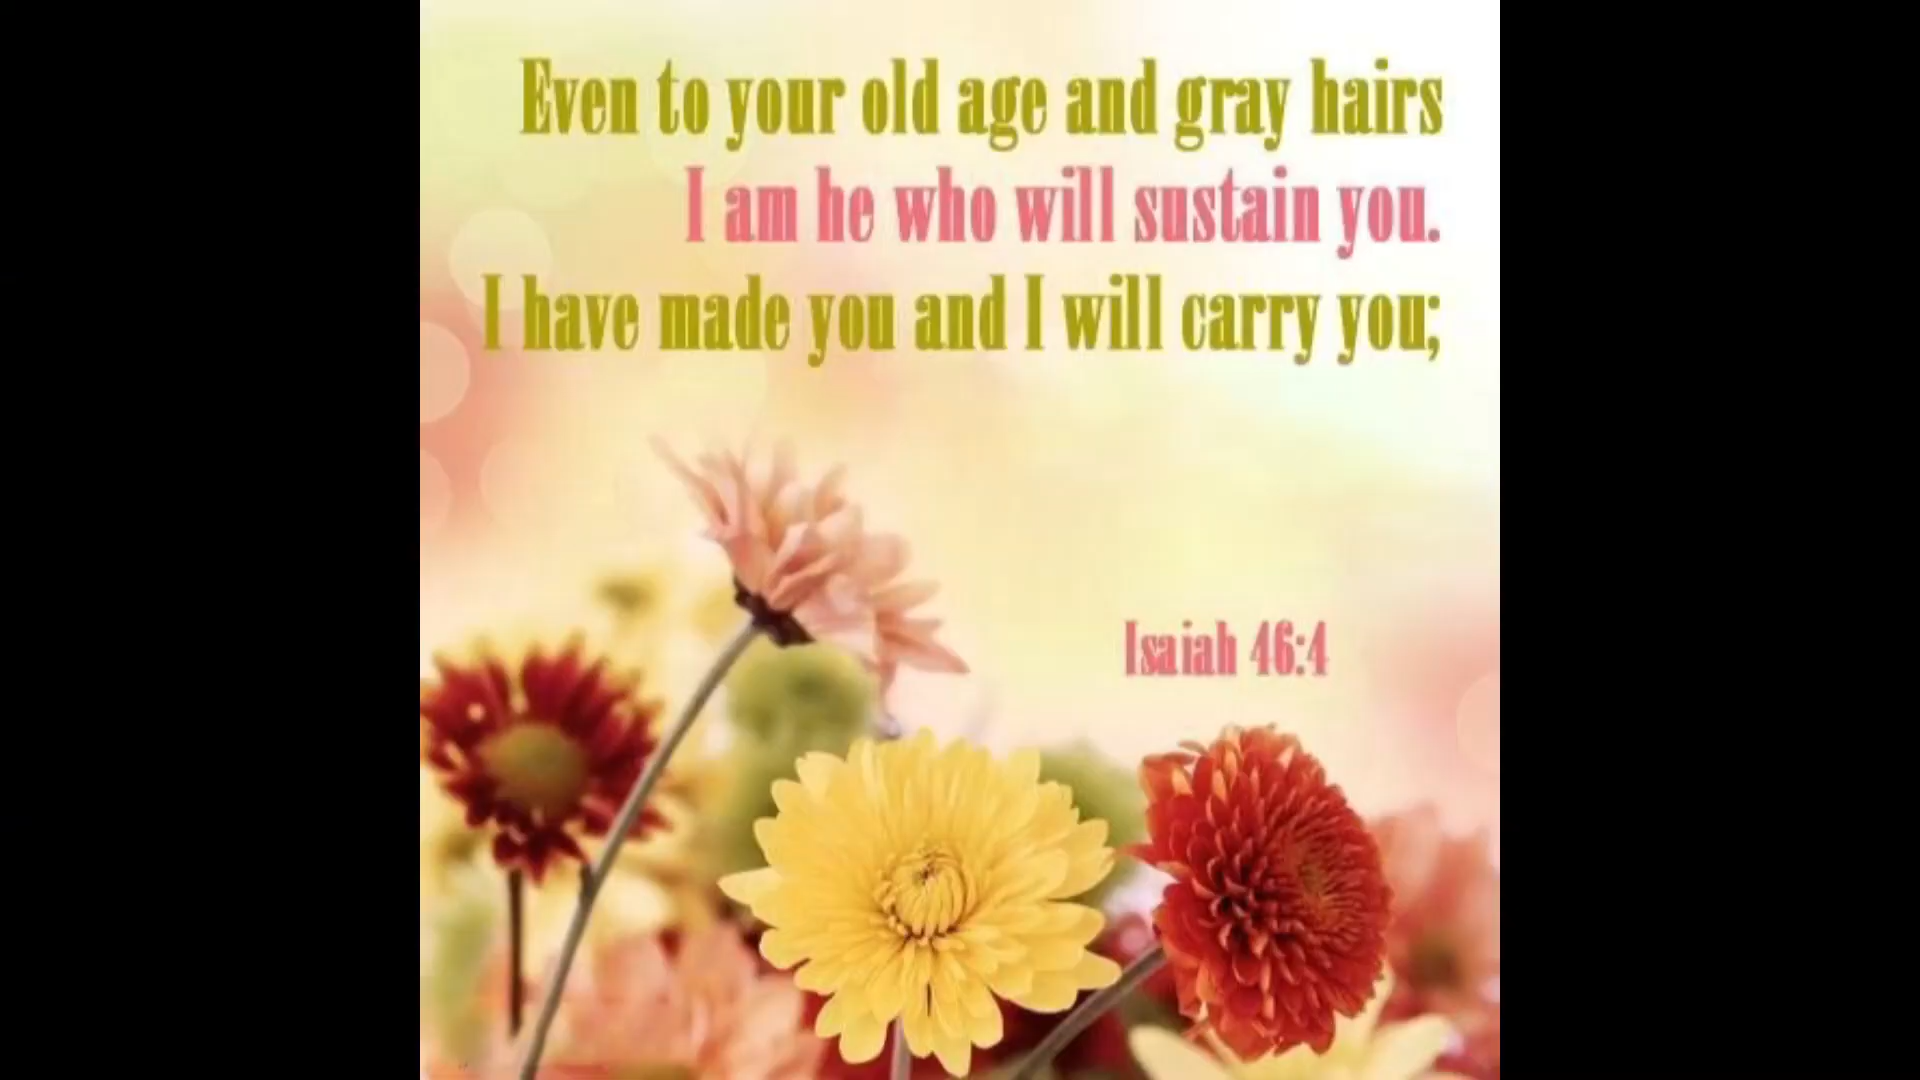 Even to your old age and gray hairs
I am he who will sustain you.
I have made you and I will carry you;
Isaiah 46:4